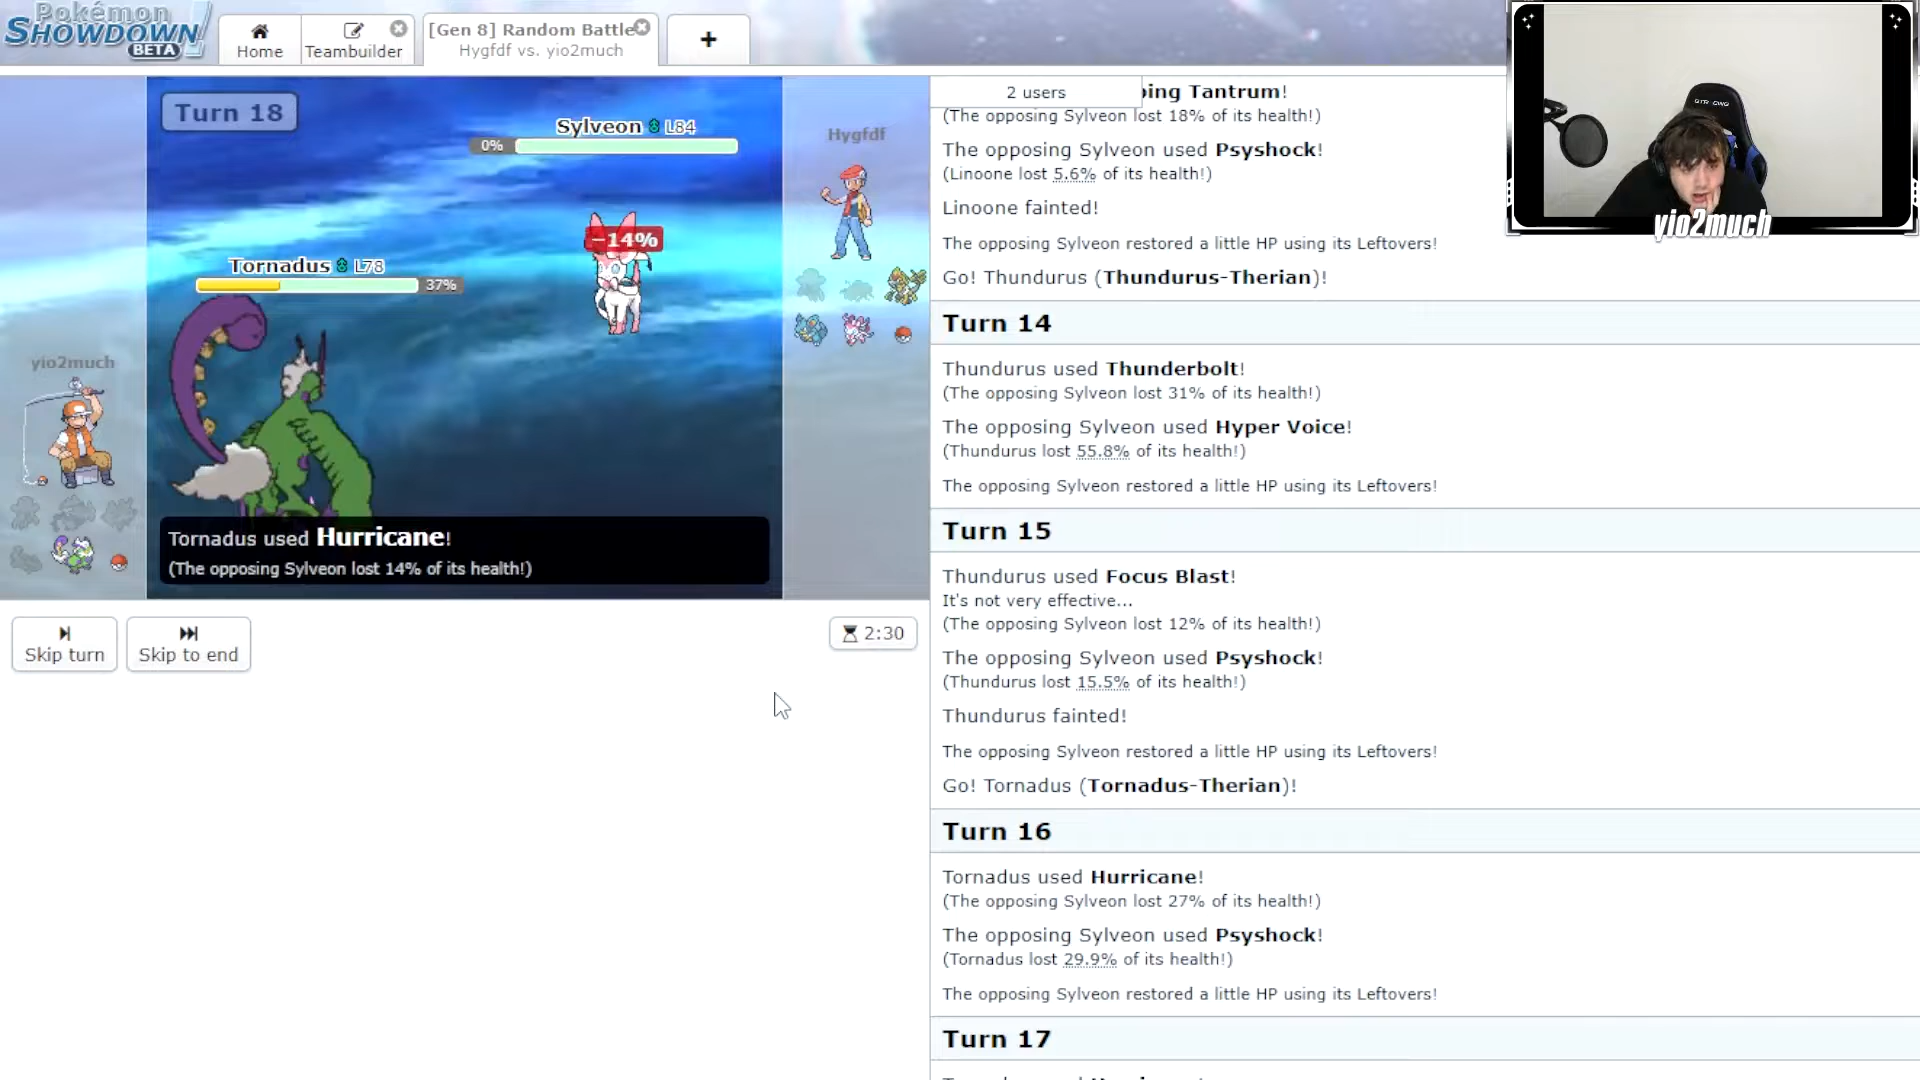 Pokémon
SHOWDOWN!
BETA
Home
Teambuilder
[Gen 8] Random Battle
Hygfdf vs. yio2much
+
Turn 18
Sylveon L84
0%
-14%
Tornadus L78
37%
Hygfdf
yio2much
Tornadus used Hurricane!
(The opposing Sylveon lost 14% of its health!)
Skip turn
Skip to end
2:30
2 users
ping Tantrum!
(The opposing Sylveon lost 18% of its health!)
The opposing Sylveon used Psyshock!
(Linoone lost 5.6% of its health!)
Linoone fainted!
The opposing Sylveon restored a little HP using its Leftovers!
Go! Thundurus (Thundurus-Therian)!
Turn 14
Thundurus used Thunderbolt!
(The opposing Sylveon lost 31% of its health!)
The opposing Sylveon used Hyper Voice!
(Thundurus lost 55.8% of its health!)
The opposing Sylveon restored a little HP using its Leftovers!
Turn 15
Thundurus used Focus Blast!
It's not very effective...
(The opposing Sylveon lost 12% of its health!)
The opposing Sylveon used Psyshock!
(Thundurus lost 15.5% of its health!)
Thundurus fainted!
The opposing Sylveon restored a little HP using its Leftovers!
Go! Tornadus (Tornadus-Therian)!
Turn 16
Tornadus used Hurricane!
(The opposing Sylveon lost 27% of its health!)
The opposing Sylveon used Psyshock!
(Tornadus lost 29.9% of its health!)
The opposing Sylveon restored a little HP using its Leftovers!
Turn 17
GTRACING
yio2much